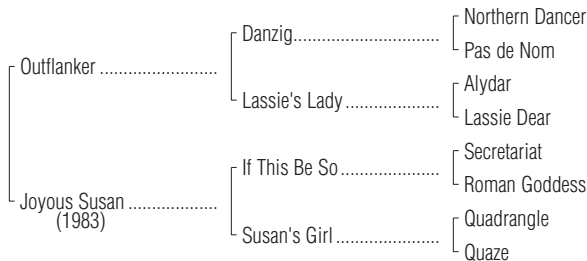 Northern Dancer
Danzig........................................
Pas de Nom
Outflanker ................................
Alydar
Lassie's Lady .........................
Lassie Dear
Secretariat
If This Be So ..........................
Roman Goddess
Joyous Susan ........................
(1983)
Quadrangle
Susan's Girl ...........................
Quaze